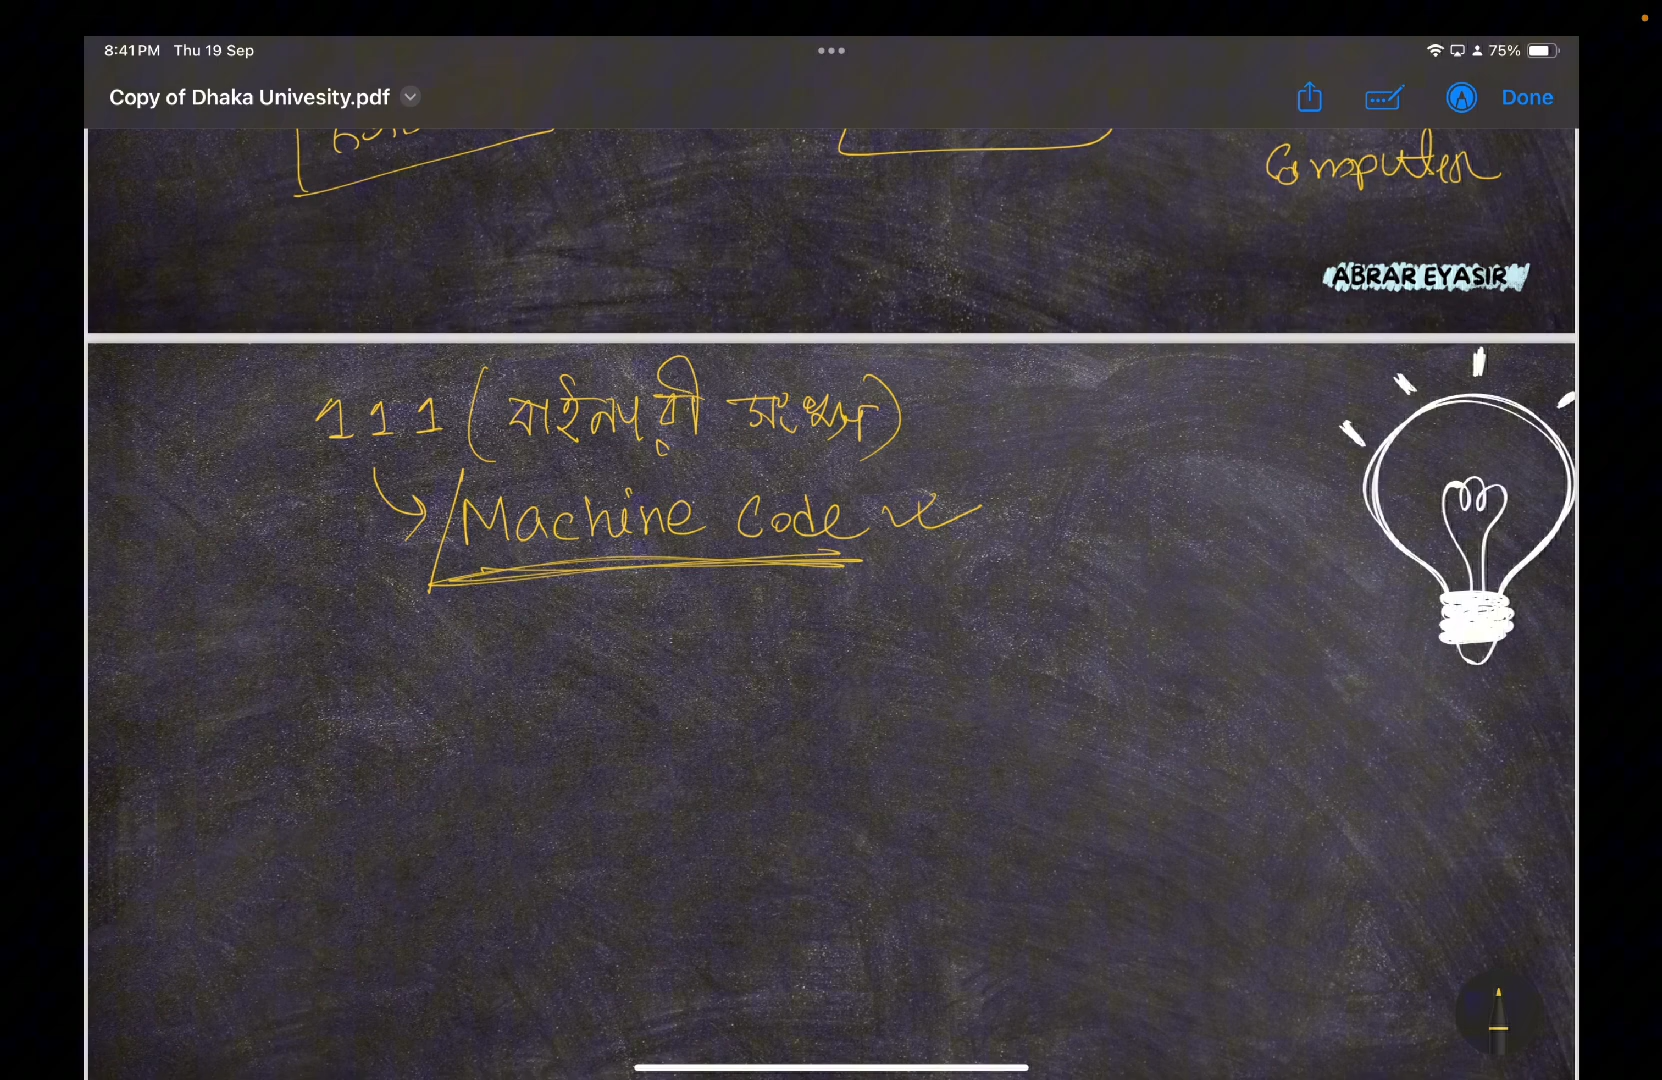 8:41 PM Thu 19 Sep
75%
Copy of Dhaka Univesity.pdf
Done
Computer
ABRAR EYASIR
111 (বাইনারী সংখ্যা)
Machine Code